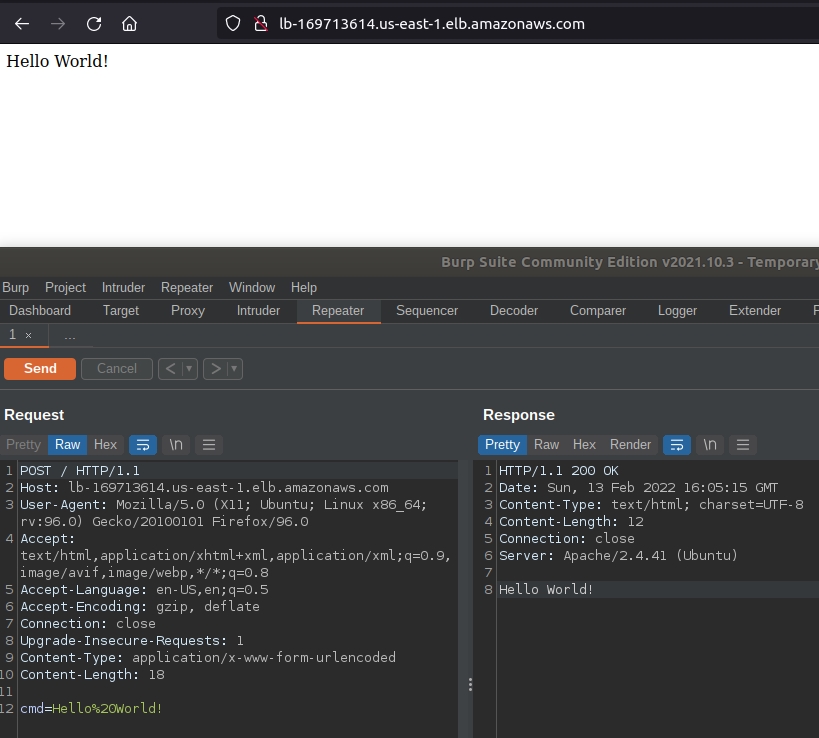 lb-169713614.us-east-1.elb.amazonaws.com
Hello World!
Burp Suite Community Edition v2021.10.3 - Temporary
Burp Project Intruder Repeater Window Help
Dashboard Target Proxy Intruder Repeater Sequencer Decoder Comparer Logger Extender P
1 × ...
Send Cancel < ▾ > ▾
Request
Pretty Raw Hex \n
1 POST / HTTP/1.1
2 Host: lb-169713614.us-east-1.elb.amazonaws.com
3 User-Agent: Mozilla/5.0 (X11; Ubuntu; Linux x86_64;
rv:96.0) Gecko/20100101 Firefox/96.0
4 Accept:
text/html,application/xhtml+xml,application/xml;q=0.9,
image/avif,image/webp,*/*;q=0.8
5 Accept-Language: en-US,en;q=0.5
6 Accept-Encoding: gzip, deflate
7 Connection: close
8 Upgrade-Insecure-Requests: 1
9 Content-Type: application/x-www-form-urlencoded
10 Content-Length: 18
11
12 cmd=Hello%20World!
Response
Pretty Raw Hex Render \n
1 HTTP/1.1 200 OK
2 Date: Sun, 13 Feb 2022 16:05:15 GMT
3 Content-Type: text/html; charset=UTF-8
4 Content-Length: 12
5 Connection: close
6 Server: Apache/2.4.41 (Ubuntu)
7
8 Hello World!